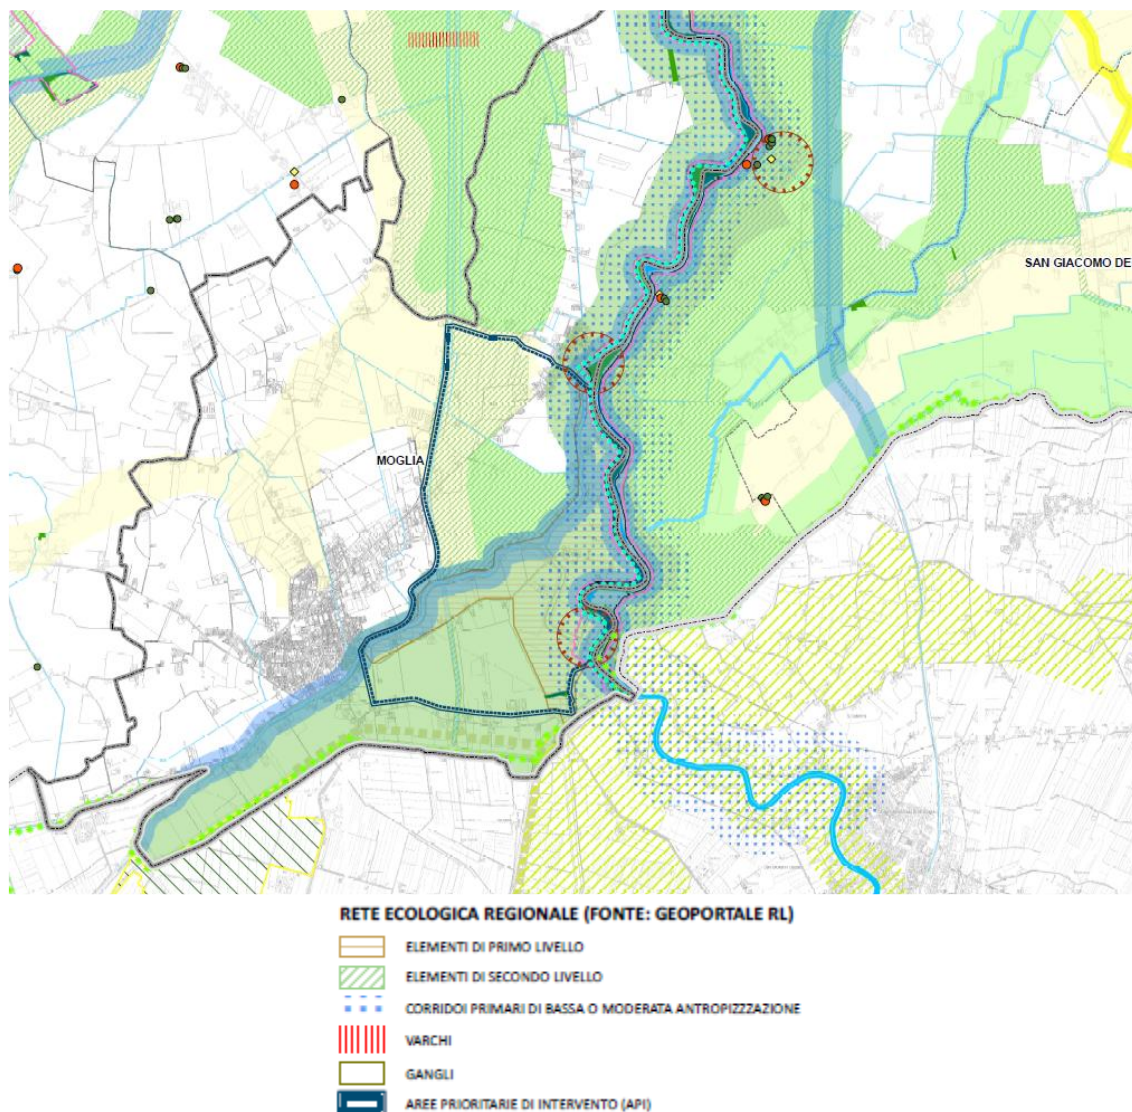 SAN GIACOMO DE
MOGLIA
RETE ECOLOGICA REGIONALE (FONTE: GEOPORTALE RL)
ELEMENTI DI PRIMO LIVELLO
ELEMENTI DI SECONDO LIVELLO
CORRIDOI PRIMARI DI BASSA O MODERATA ANTROPIZZZAZIONE
VARCHI
GANGLI
AREE PRIORITARIE DI INTERVENTO (API)